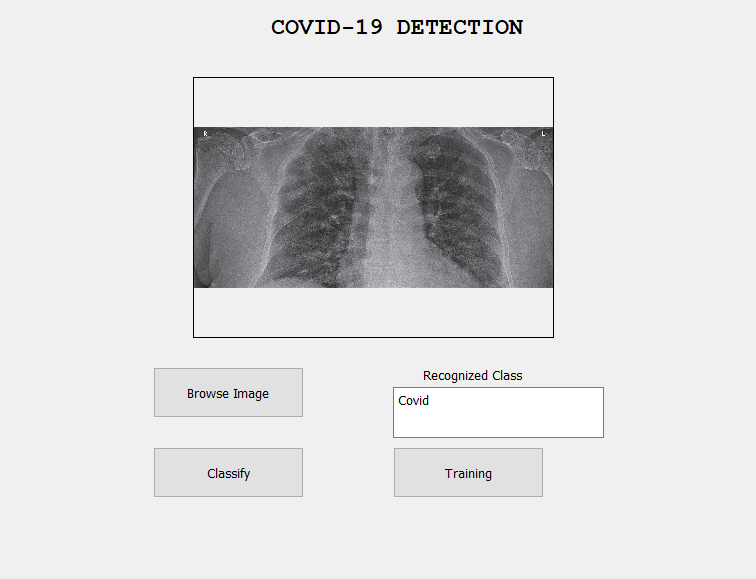 COVID-19 DETECTION
R
L
Browse Image
Recognized Class
Covid
Classify
Training